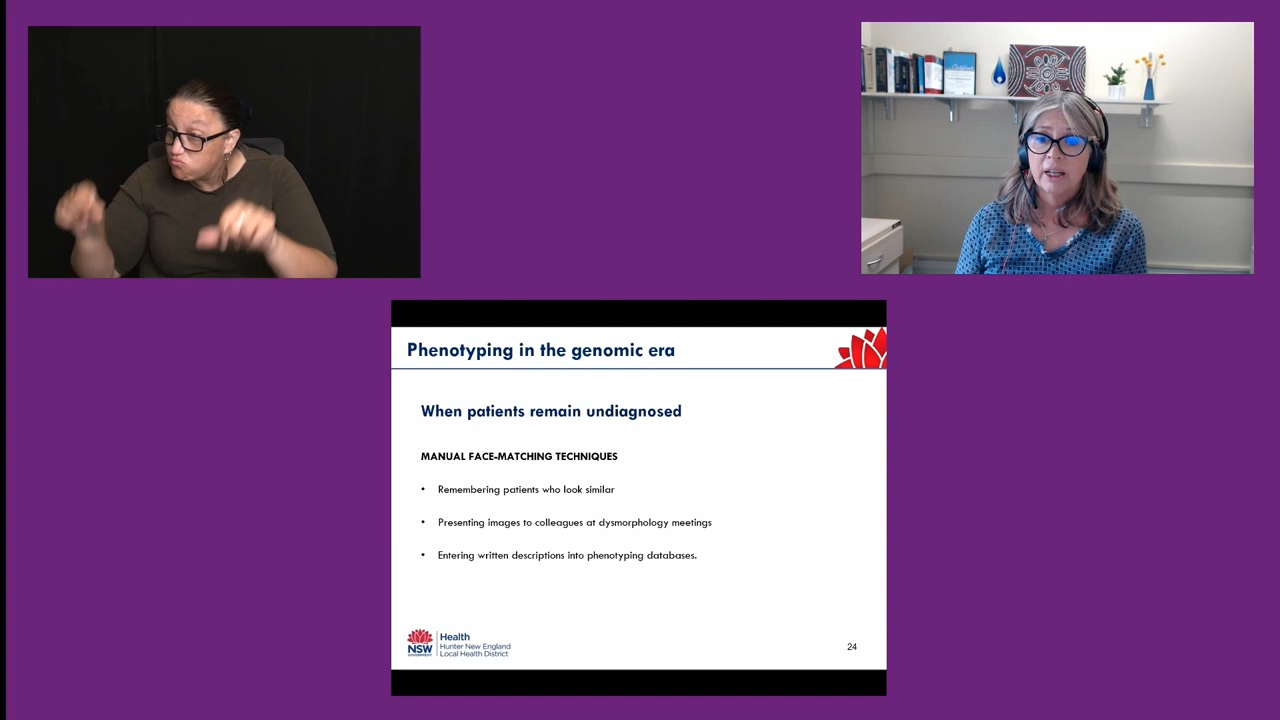 Phenotyping in the genomic era
When patients remain undiagnosed
MANUAL FACE-MATCHING TECHNIQUES
• Remembering patients who look similar
• Presenting images to colleagues at dysmorphology meetings
• Entering written descriptions into phenotyping databases.
NSW
GOVERNMENT
Health
Hunter New England
Local Health District
24